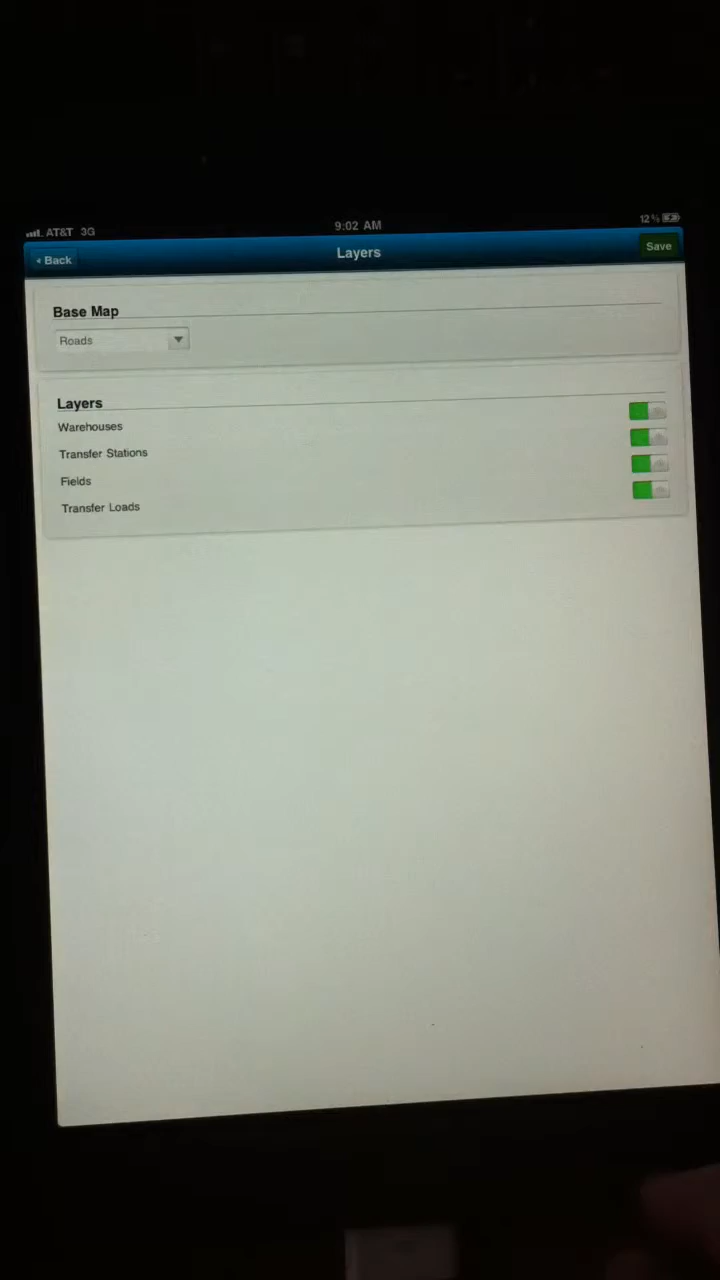 AT&T 3G 9:02 AM 12%
Back Layers Save
Base Map
Roads
Layers
Warehouses
Transfer Stations
Fields
Transfer Loads